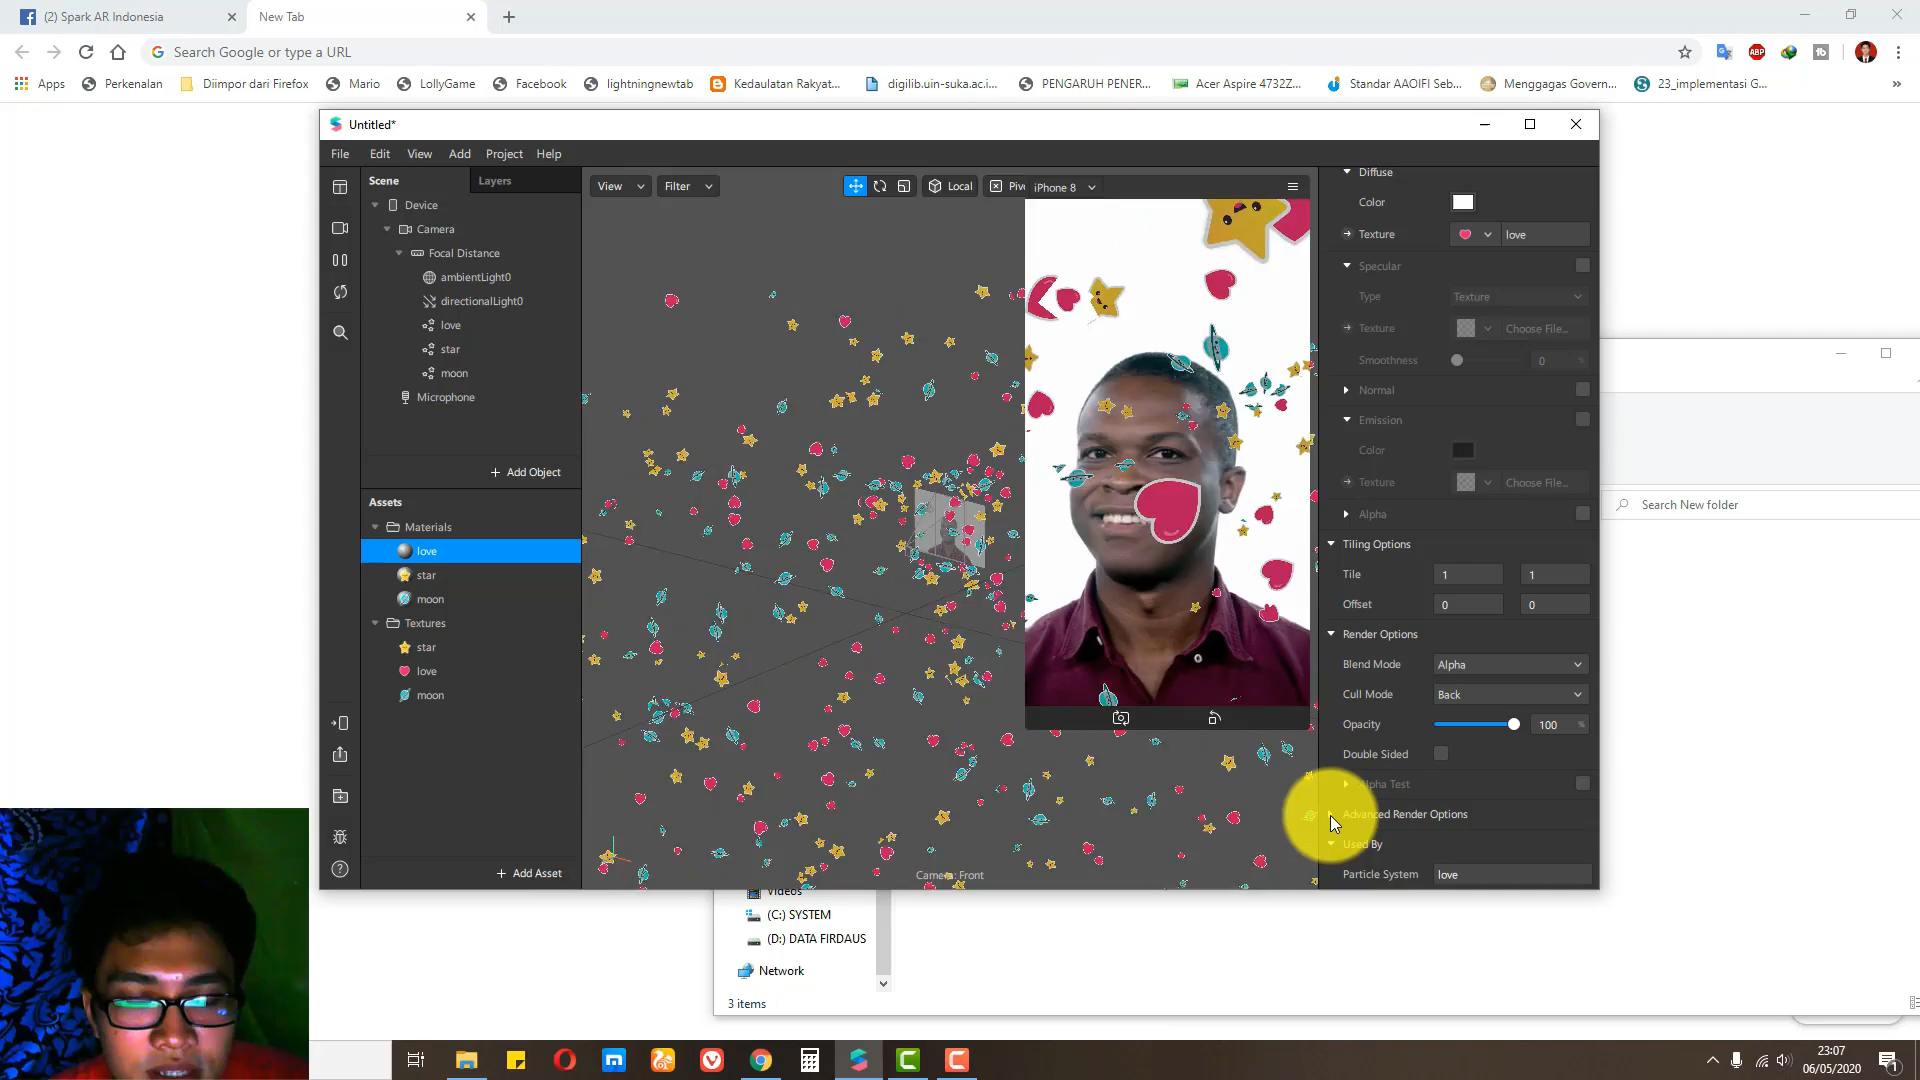 (2) Spark AR Indonesia
New Tab
Search Google or type a URL
Apps
Perkenalan
Diimpor dari Firefox
Mario
LollyGame
Facebook
lightningnewtab
Kedaulatan Rakyat...
digilib.uin-suka.ac.i...
PENGARUH PENER...
Acer Aspire 4732Z...
Standar AAOIFI Seb...
Menggagas Govern...
23_implementasi G...
Untitled*
File Edit View Add Project Help
Scene
Layers
Device
Camera
Focal Distance
ambientLight0
directionalLight0
love
star
moon
Microphone
Add Object
Assets
Materials
love
star
moon
Textures
star
love
moon
Add Asset
View
Filter
Local
Piv
iPhone 8
Camera: Front
Diffuse
Color
Texture love
Specular
Type Texture
Texture Choose File...
Smoothness 0 %
Normal
Emission
Color
Texture Choose File...
Alpha
Tiling Options
Tile 1 1
Offset 0 0
Render Options
Blend Mode Alpha
Cull Mode Back
Opacity 100 %
Double Sided
Alpha Test
Advanced Render Options
Used By
Particle System love
Search New folder
Videos
(C:) SYSTEM
(D:) DATA FIRDAUS
Network
3 items
23:07
06/05/2020
1
ABP